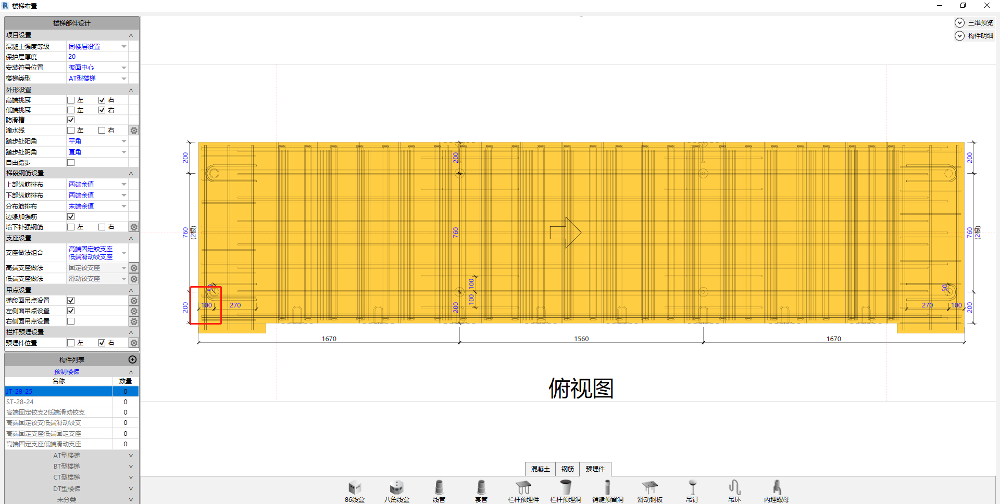 楼梯布置
楼梯部件设计
项目设置
混凝土强度等级 同楼层设置
保护层厚度 20
安装符号位置 板面中心
楼梯类型 AT型楼梯
外形设置
高端挑耳 左 右
低端挑耳 左 右
防滑槽
滴水线 左 右
踏步处阳角 平角
踏步处阴角 直角
自由踏步
梯段钢筋设置
上部纵筋排布 两端余值
下部纵筋排布 两端余值
分布筋排布 末端余值
边缘加强筋
墙下补强钢筋 左 右
支座设置
支座做法组合 高端固定铰支座
低端滑动铰支座
高端支座做法 固定铰支座
低端支座做法 滑动铰支座
吊点设置
梯段面吊点设置
左侧面吊点设置
右侧面吊点设置
栏杆预埋设置
预埋件位置 左 右
构件列表
预制楼梯
名称 数量
JT-28-25 0
ST-28-24 0
高端固定铰支2低端滑动铰支 0
高端固定铰支低端滑动铰支 0
高端固定支座低端固定支座 0
高端固定支座低端滑动支座 0
AT型楼梯
BT型楼梯
CT型楼梯
DT型楼梯
未分类
三维预览
构件明细
200
200
200
760
(2根)
760
760
(2根)
100
100
50
100
270
270
100
200
200
200
1670
1560
1670
俯视图
混凝土 钢筋 预埋件
86线盒
八角线盒
线管
套管
栏杆预埋件
栏杆预埋洞
销键预留洞
滑动钢板
吊钉
吊环
内埋螺母